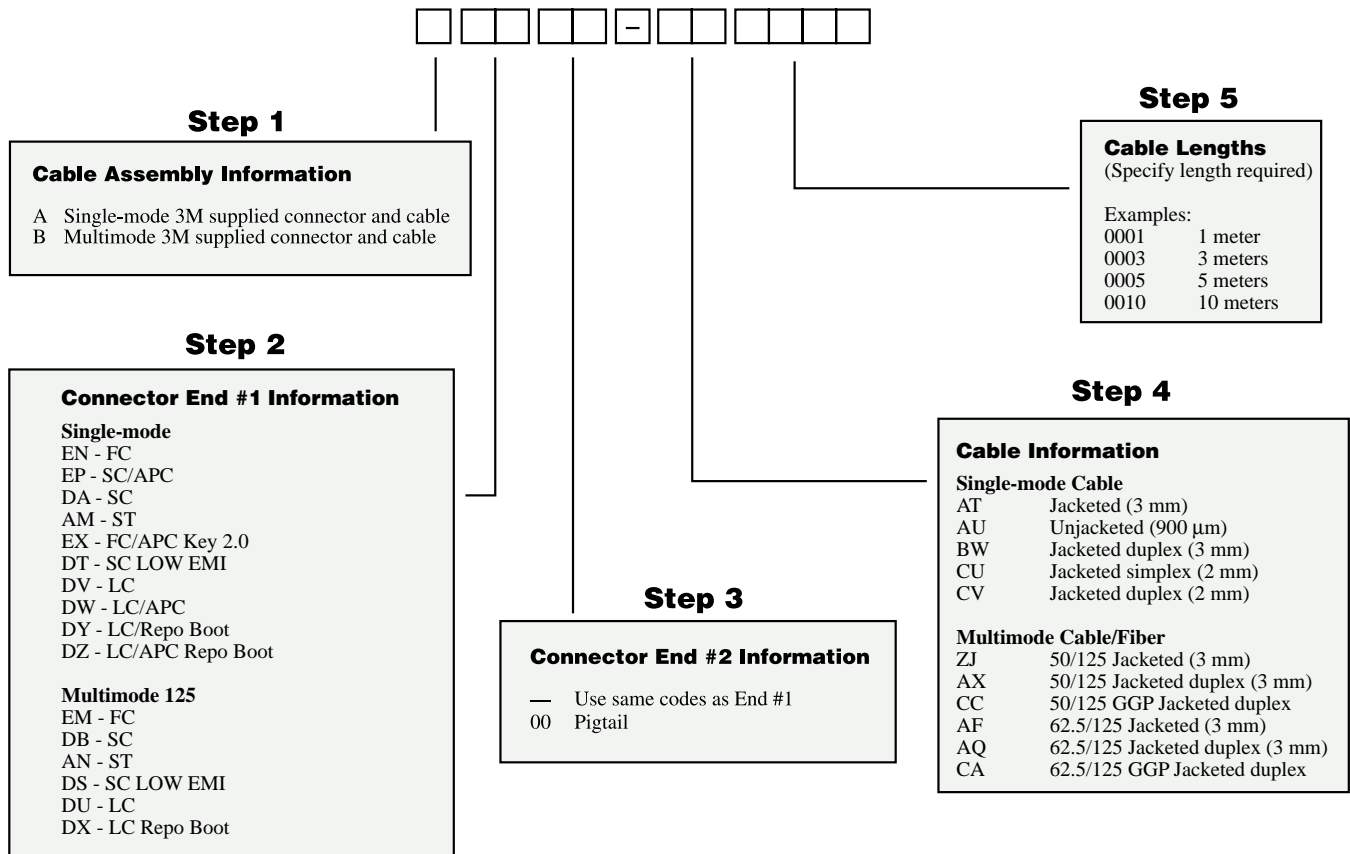 –
Step 1
Cable Assembly Information
A Single-mode 3M supplied connector and cable
B Multimode 3M supplied connector and cable
Step 2
Connector End #1 Information
Single-mode
EN - FC
EP - SC/APC
DA - SC
AM - ST
EX - FC/APC Key 2.0
DT - SC LOW EMI
DV - LC
DW - LC/APC
DY - LC/Repo Boot
DZ - LC/APC Repo Boot
Multimode 125
EM - FC
DB - SC
AN - ST
DS - SC LOW EMI
DU - LC
DX - LC Repo Boot
Step 3
Connector End #2 Information
— Use same codes as End #1
00 Pigtail
Step 4
Cable Information
Single-mode Cable
AT Jacketed (3 mm)
AU Unjacketed (900 µm)
BW Jacketed duplex (3 mm)
CU Jacketed simplex (2 mm)
CV Jacketed duplex (2 mm)
Multimode Cable/Fiber
ZJ 50/125 Jacketed (3 mm)
AX 50/125 Jacketed duplex (3 mm)
CC 50/125 GGP Jacketed duplex
AF 62.5/125 Jacketed (3 mm)
AQ 62.5/125 Jacketed duplex (3 mm)
CA 62.5/125 GGP Jacketed duplex
Step 5
Cable Lengths
(Specify length required)
Examples:
0001 1 meter
0003 3 meters
0005 5 meters
0010 10 meters